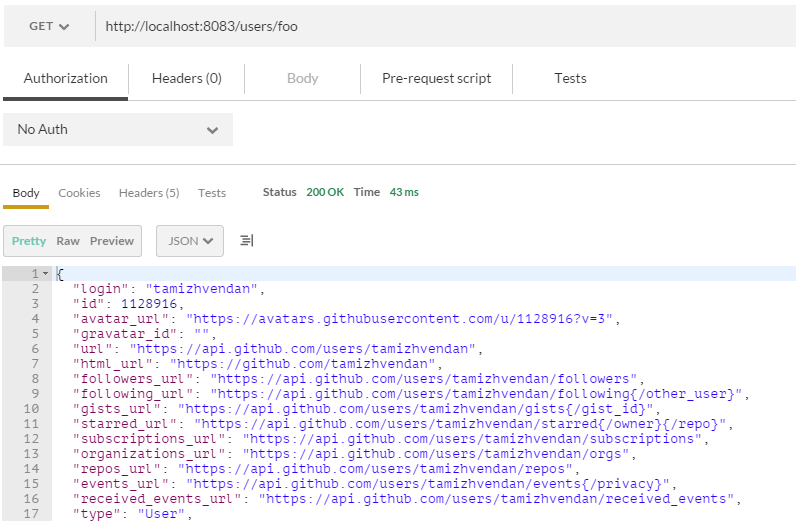 GET http://localhost:8083/users/foo
Authorization Headers (0) Body Pre-request script Tests
No Auth
Body Cookies Headers (5) Tests Status 200 OK Time 43 ms
Pretty Raw Preview JSON
1 {
2 "login": "tamizhvendan",
3 "id": 1128916,
4 "avatar_url": "https://avatars.githubusercontent.com/u/1128916?v=3",
5 "gravatar_id": "",
6 "url": "https://api.github.com/users/tamizhvendan",
7 "html_url": "https://github.com/tamizhvendan",
8 "followers_url": "https://api.github.com/users/tamizhvendan/followers",
9 "following_url": "https://api.github.com/users/tamizhvendan/following{/other_user}",
10 "gists_url": "https://api.github.com/users/tamizhvendan/gists{/gist_id}",
11 "starred_url": "https://api.github.com/users/tamizhvendan/starred{/owner}{/repo}",
12 "subscriptions_url": "https://api.github.com/users/tamizhvendan/subscriptions",
13 "organizations_url": "https://api.github.com/users/tamizhvendan/orgs",
14 "repos_url": "https://api.github.com/users/tamizhvendan/repos",
15 "events_url": "https://api.github.com/users/tamizhvendan/events{/privacy}",
16 "received_events_url": "https://api.github.com/users/tamizhvendan/received_events",
17 "type": "User",